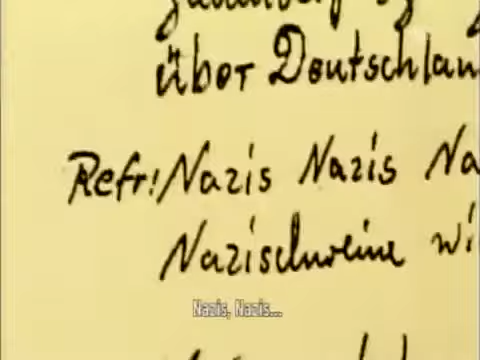 über Deutschlan
Refr: Nazis Nazis Na
Nazischweine wi
Nazis, Nazis...